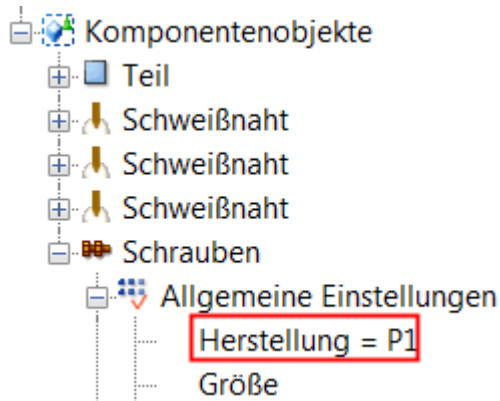 Komponentenobjekte
Teil
Schweißnaht
Schweißnaht
Schweißnaht
Schrauben
Allgemeine Einstellungen
Herstellung = P1
Größe